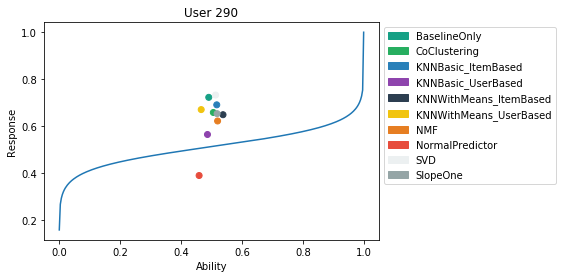 User 290
1.0
0.8
0.6
0.4
0.2
Response
0.0
0.2
0.4
0.6
0.8
1.0
Ability
BaselineOnly
CoClustering
KNNBasic_ItemBased
KNNBasic_UserBased
KNNWithMeans_ItemBased
KNNWithMeans_UserBased
NMF
NormalPredictor
SVD
SlopeOne